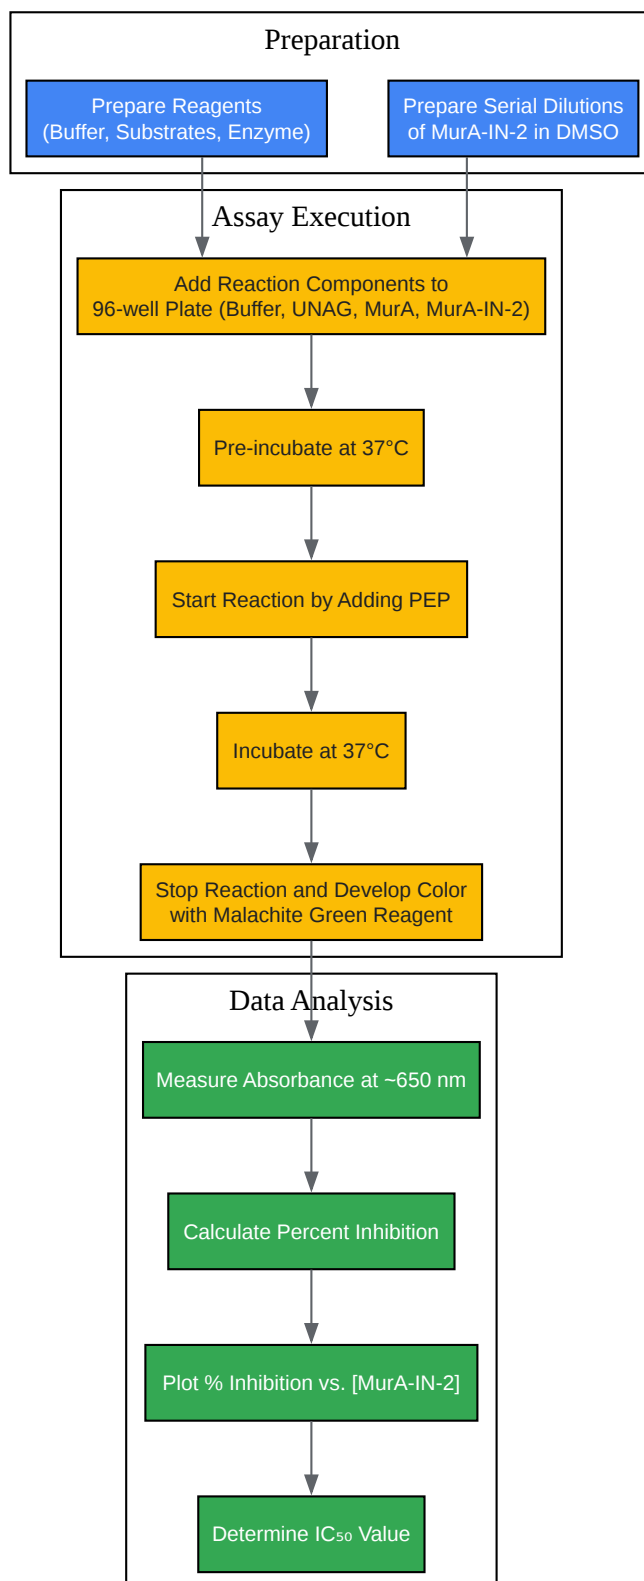 Preparation
Prepare Reagents
(Buffer, Substrates, Enzyme)
Prepare Serial Dilutions
of MurA-IN-2 in DMSO
Assay Execution
Add Reaction Components to
96-well Plate (Buffer, UNAG, MurA, MurA-IN-2)
Pre-incubate at 37°C
Start Reaction by Adding PEP
Incubate at 37°C
Stop Reaction and Develop Color
with Malachite Green Reagent
Data Analysis
Measure Absorbance at ~650 nm
Calculate Percent Inhibition
Plot % Inhibition vs. [MurA-IN-2]
Determine IC₅₀ Value